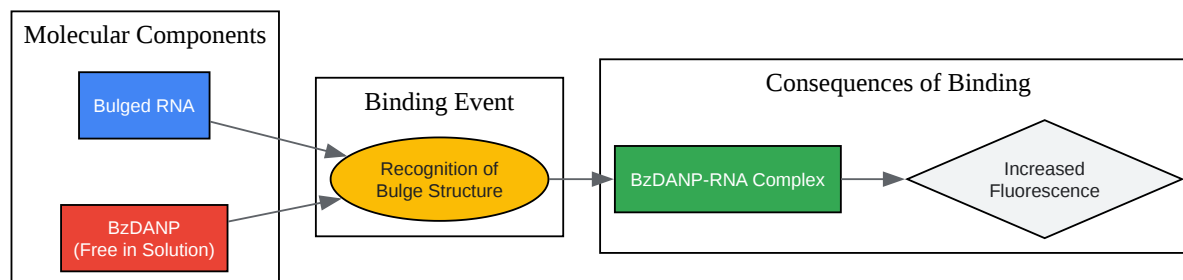 Molecular Components
Bulged RNA
BzDANP
(Free in Solution)
Binding Event
Recognition of
Bulge Structure
Consequences of Binding
BzDANP-RNA Complex
Increased
Fluorescence